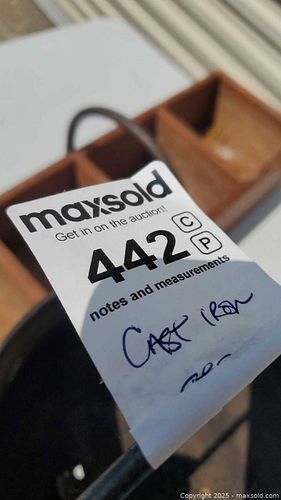 maxsold
Get in on the auction!
442 C
P
notes and measurements
CAST IRON
Copyright 2025 - maxsold.com